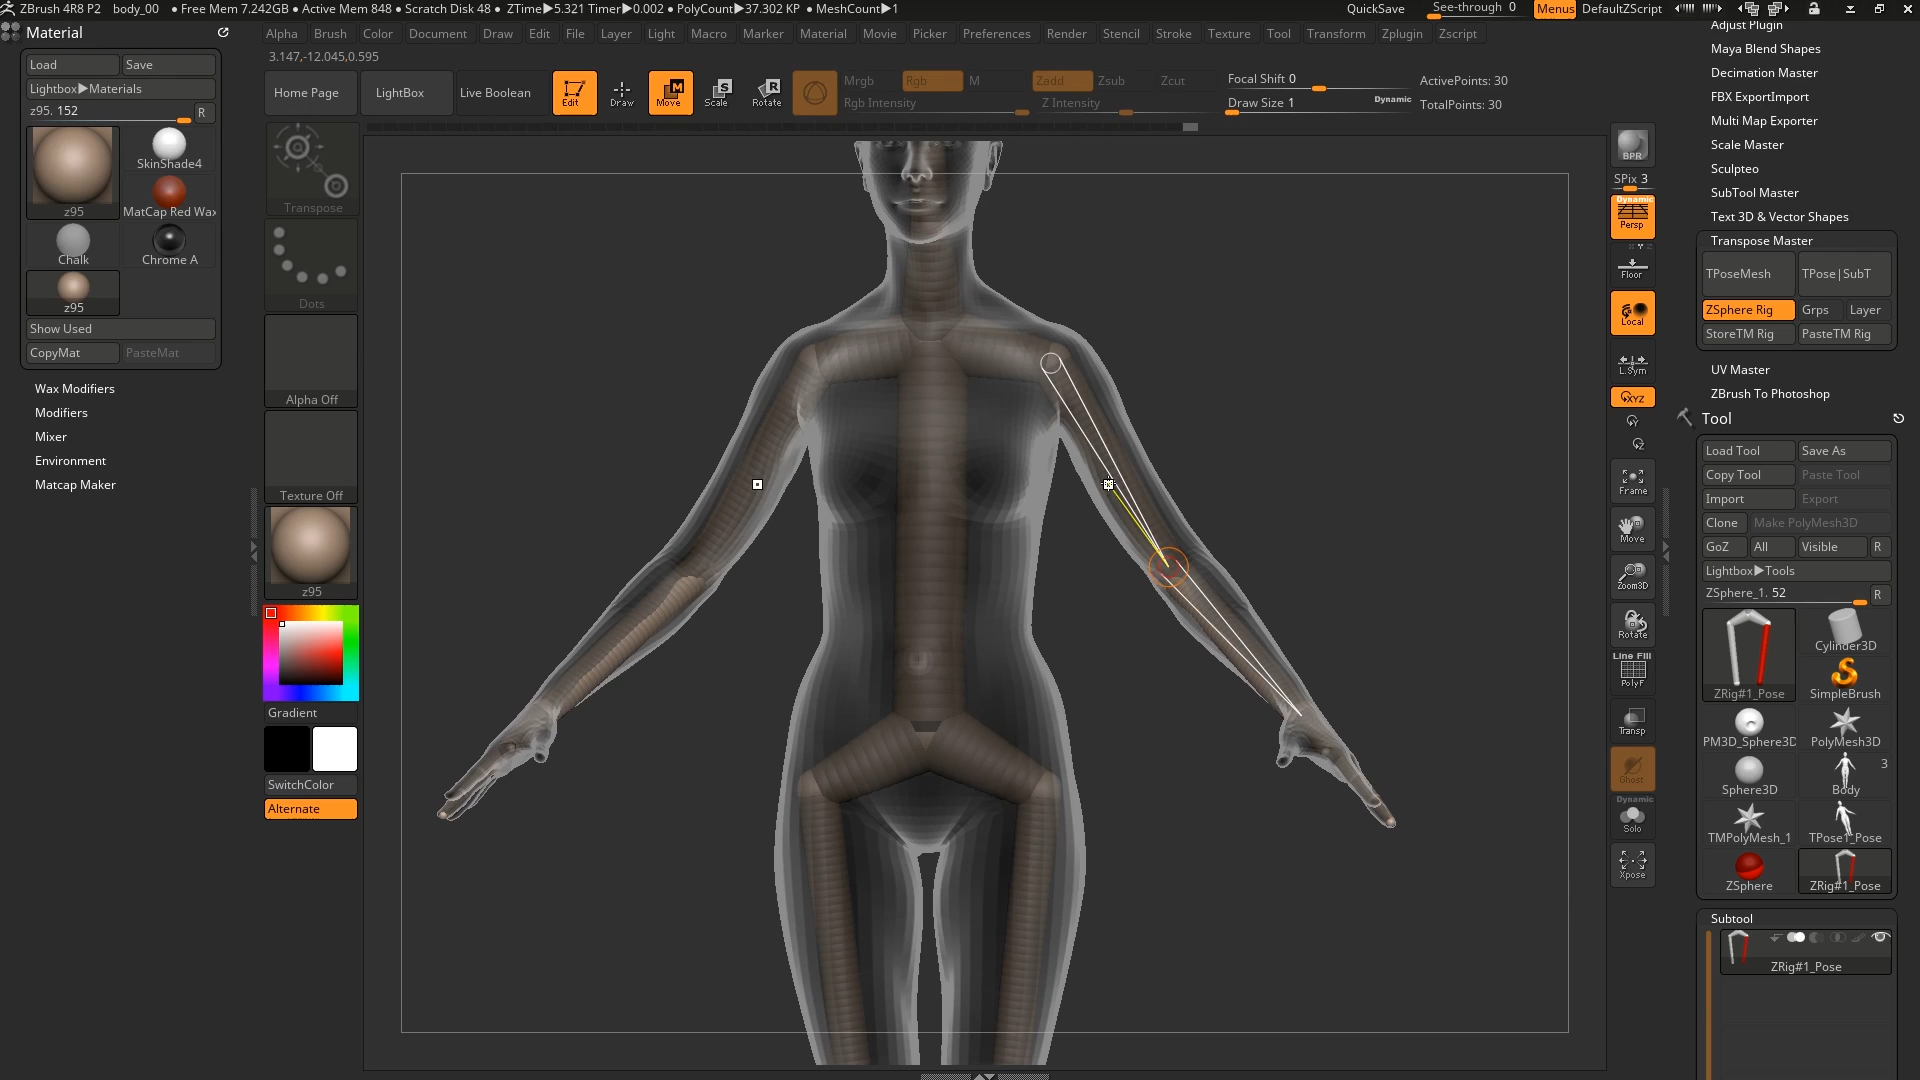 ZBrush 4R8 P2 body_00 • Free Mem 7.242GB • Active Mem 848 • Scratch Disk 48 • ZTime▶5.321 Timer▶0.002 • PolyCount▶37.302 KP • MeshCount▶1 QuickSave See-through 0 Menus DefaultZScript
Material
Load Save
Lightbox▶Materials
z95. 152 R
z95
SkinShade4
MatCap Red Wax
Chalk
Chrome A
z95
Show Used
CopyMat PasteMat
Wax Modifiers
Modifiers
Mixer
Environment
Matcap Maker
Alpha Brush Color Document Draw Edit File Layer Light Macro Marker Material Movie Picker Preferences Render Stencil Stroke Texture Tool Transform Zplugin Zscript
3.147,-12.045,0.595
Home Page LightBox Live Boolean Edit Draw Move Scale Rotate
M S R
Mrgb Rgb M Zadd Zsub Zcut
Rgb Intensity Z Intensity
Focal Shift 0
Draw Size 1 Dynamic
ActivePoints: 30
TotalPoints: 30
Transpose
Dots
Alpha Off
Texture Off
z95
Gradient
SwitchColor
Alternate
BPR
SPix 3
Dynamic
Persp
Floor
Local
L.Sym
XYZ
Y
Z
Frame
Move
Zoom3D
Rotate
Line Fill
PolyF
Transp
Ghost
Dynamic
Solo
Xpose
Adjust Plugin
Maya Blend Shapes
Decimation Master
FBX ExportImport
Multi Map Exporter
Scale Master
Sculpteo
SubTool Master
Text 3D & Vector Shapes
Transpose Master
TPoseMesh TPose|SubT
ZSphere Rig Grps Layer
StoreTM Rig PasteTM Rig
UV Master
ZBrush To Photoshop
Tool
Load Tool Save As
Copy Tool Paste Tool
Import Export
Clone Make PolyMesh3D
GoZ All Visible R
Lightbox▶Tools
ZSphere_1. 52 R
ZRig#1_Pose
Cylinder3D
SimpleBrush
PM3D_Sphere3D PolyMesh3D
3
Sphere3D Body
TMPolyMesh_1 TPose1_Pose
ZSphere ZRig#1_Pose
Subtool
ZRig#1_Pose